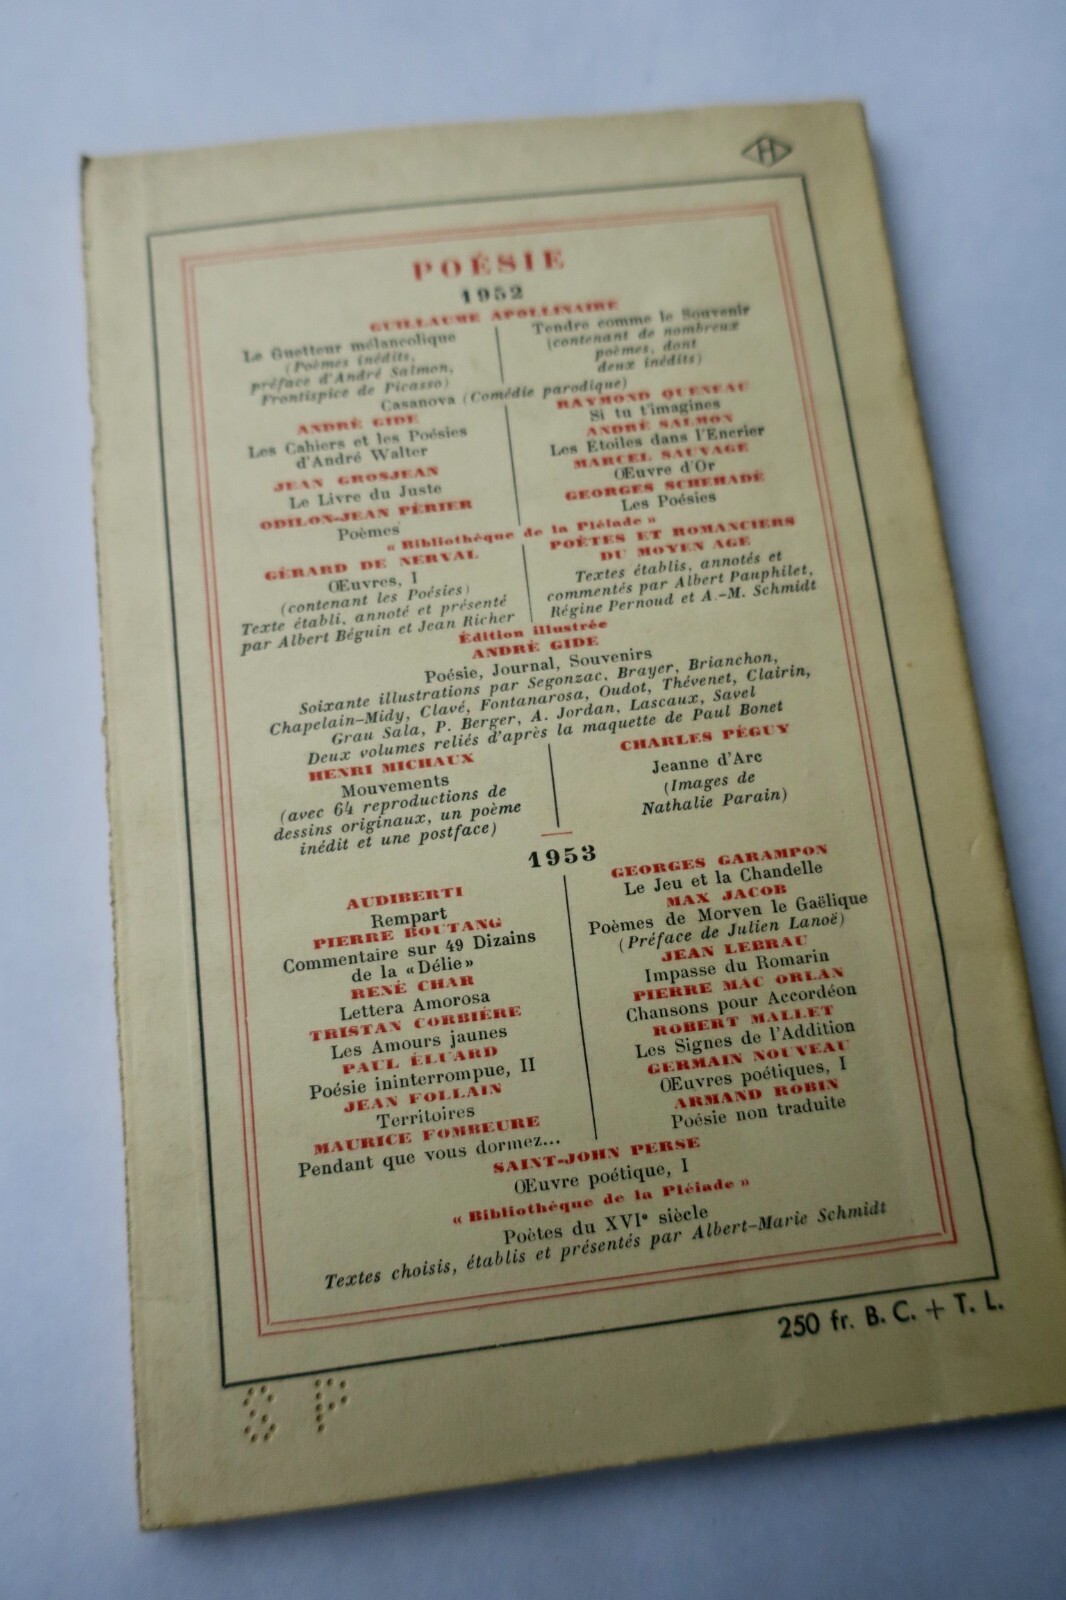 H
POÉSIE
1952
GUILLAUME APOLLINAIRE
Le Guetteur mélancolique
(Poèmes inédits,
préface d'André Salmon,
Frontispice de Picasso)
Tendre comme le Souvenir
(contenant de nombreux
poèmes, dont
deux inédits)
Casanova (Comédie parodique)
ANDRÉ GIDE
Les Cahiers et les Poésies
d'André Walter
JEAN GROSJEAN
Le Livre du Juste
ODILON-JEAN PÉRIER
Poèmes
RAYMOND QUENEAU
Si tu t'imagines
ANDRÉ SALMON
Les Etoiles dans l'Encrier
MARCEL SAUVAGE
Œuvre d'Or
GEORGES SCHEHADÉ
Les Poésies
« Bibliothèque de la Pléiade »
GÉRARD DE NERVAL
Œuvres, I
(contenant les Poésies)
Texte établi, annoté et présenté
par Albert Béguin et Jean Richer
POÈTES ET ROMANCIERS
DU MOYEN AGE
Textes établis, annotés et
commentés par Albert Pauphilet,
Régine Pernoud et A.-M. Schmidt
Édition illustrée
ANDRÉ GIDE
Poésie, Journal, Souvenirs
Soixante illustrations par Segonzac, Brayer, Brianchon,
Chapelain-Midy, Clavé, Fontanarosa, Oudot, Thévenet, Clairin,
Grau Sala, P. Berger, A. Jordan, Lascaux, Savel
Deux volumes reliés d'après la maquette de Paul Bonet
HENRI MICHAUX
Mouvements
(avec 64 reproductions de
dessins originaux, un poème
inédit et une postface)
CHARLES PÉGUY
Jeanne d'Arc
(Images de
Nathalie Parain)
1953
AUDIBERTI
Rempart
PIERRE BOUTANG
Commentaire sur 49 Dizains
de la «Délie»
RENÉ CHAR
Lettera Amorosa
TRISTAN CORBIÈRE
Les Amours jaunes
PAUL ÉLUARD
Poésie ininterrompue, II
JEAN FOLLAIN
Territoires
MAURICE FOMBEURE
Pendant que vous dormez...
GEORGES GARAMPON
Le Jeu et la Chandelle
MAX JACOB
Poèmes de Morven le Gaëlique
(Préface de Julien Lanoë)
JEAN LEBRAU
Impasse du Romarin
PIERRE MAC ORLAN
Chansons pour Accordéon
ROBERT MALLET
Les Signes de l'Addition
GERMAIN NOUVEAU
Œuvres poétiques, I
ARMAND ROBIN
Poésie non traduite
SAINT-JOHN PERSE
Œuvre poétique, I
« Bibliothèque de la Pléiade »
Poètes du XVIe siècle
Textes choisis, établis et présentés par Albert-Marie Schmidt
250 fr. B. C. + T. L.
S P